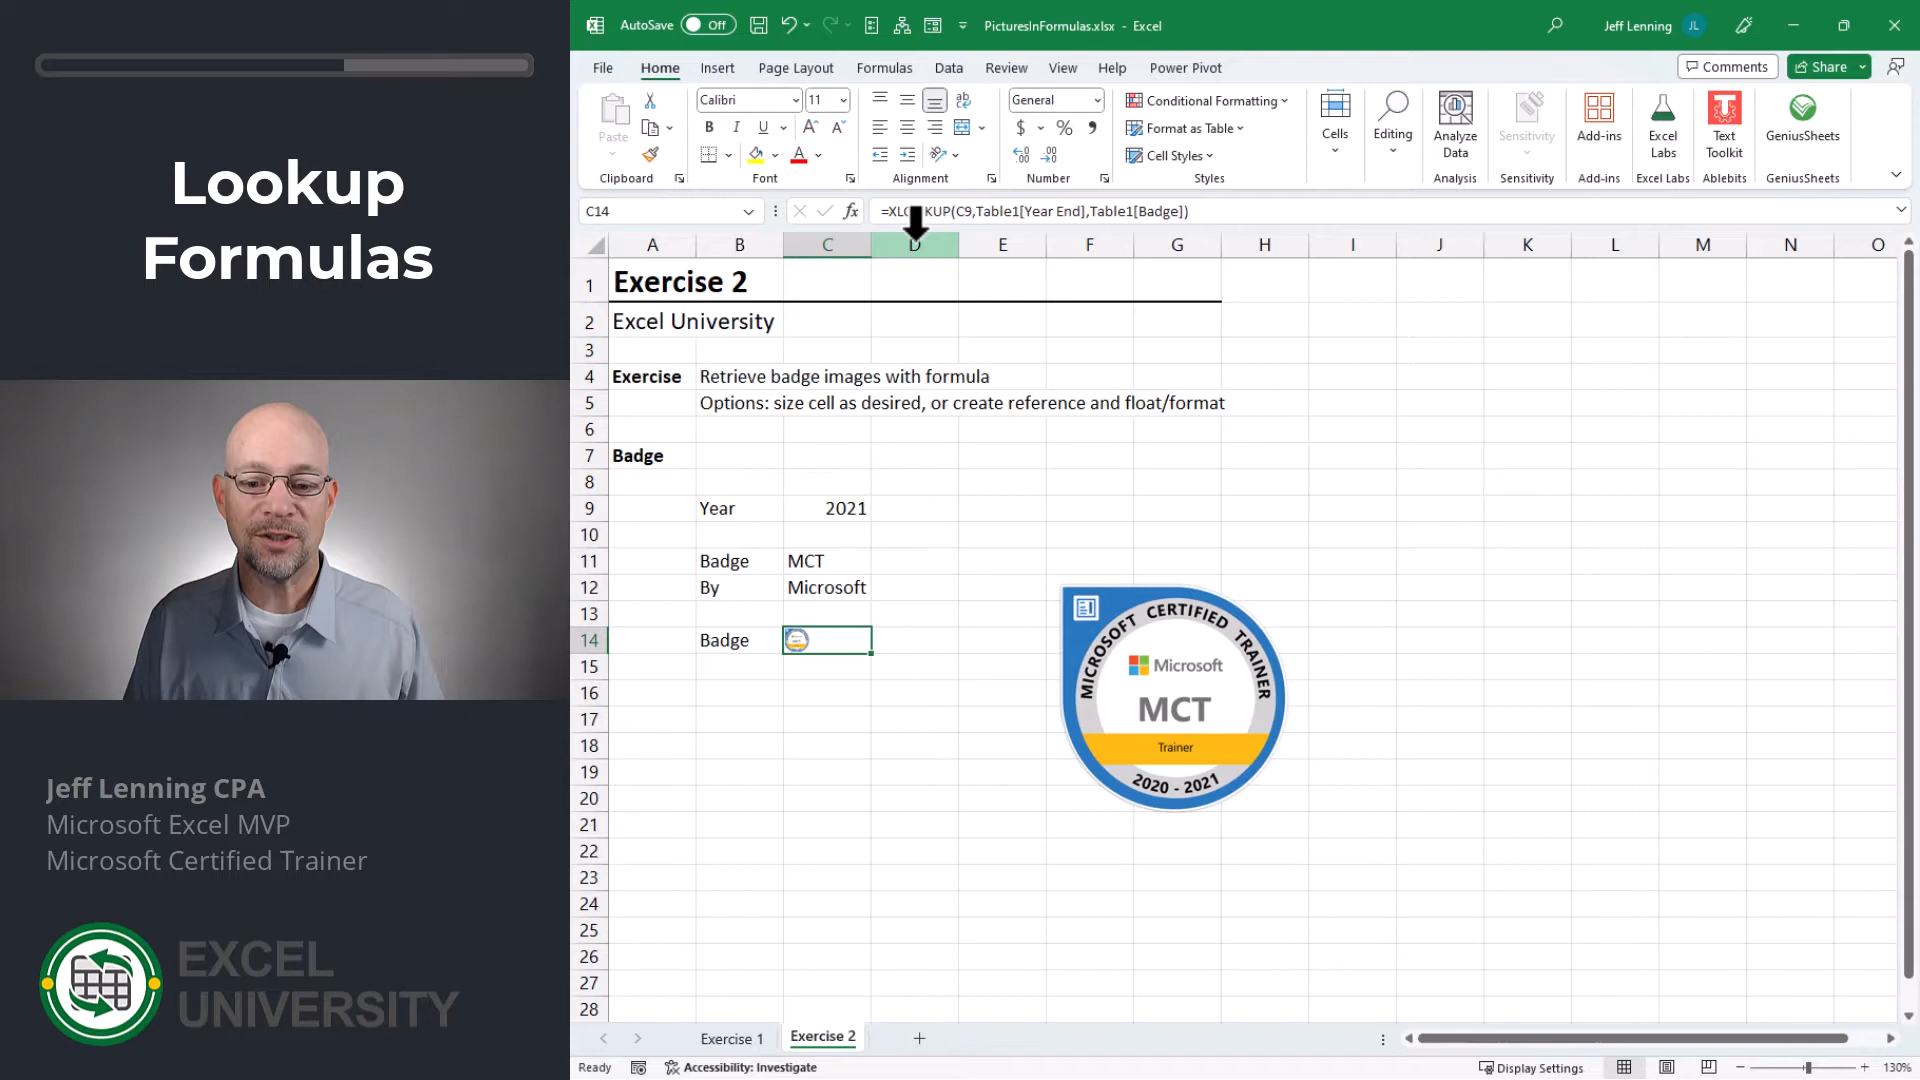 Lookup
Formulas
Jeff Lenning CPA
Microsoft Excel MVP
Microsoft Certified Trainer
EXCEL
UNIVERSITY
AutoSave Off
PicturesInFormulas.xlsx - Excel
Jeff Lenning JL
File Home Insert Page Layout Formulas Data Review View Help Power Pivot
Comments Share
Paste
Calibri 11
B I U A A A
ab
General
$ % 9
Conditional Formatting
Format as Table
Cell Styles
Cells
Editing
Analyze
Data
Sensitivity
Add-ins
Excel
Labs
Text
Toolkit
GeniusSheets
Clipboard Font Alignment Number Styles Analysis Sensitivity Add-ins Excel Labs Ablebits GeniusSheets
C14 fx =XLO KUP(C9,Table1[Year End],Table1[Badge])
A B C D E F G H I J K L M N O
1 Exercise 2
2 Excel University
3
4 Exercise Retrieve badge images with formula
5 Options: size cell as desired, or create reference and float/format
6
7 Badge
8
9 Year 2021
10
11 Badge MCT
12 By Microsoft
13
14 Badge
15
16
17
18
19
20
21
22
23
24
25
26
27
28
MICROSOFT CERTIFIED TRAINER
Microsoft
MCT
Trainer
2020 - 2021
Exercise 1 Exercise 2
Ready Accessibility: Investigate Display Settings 130%